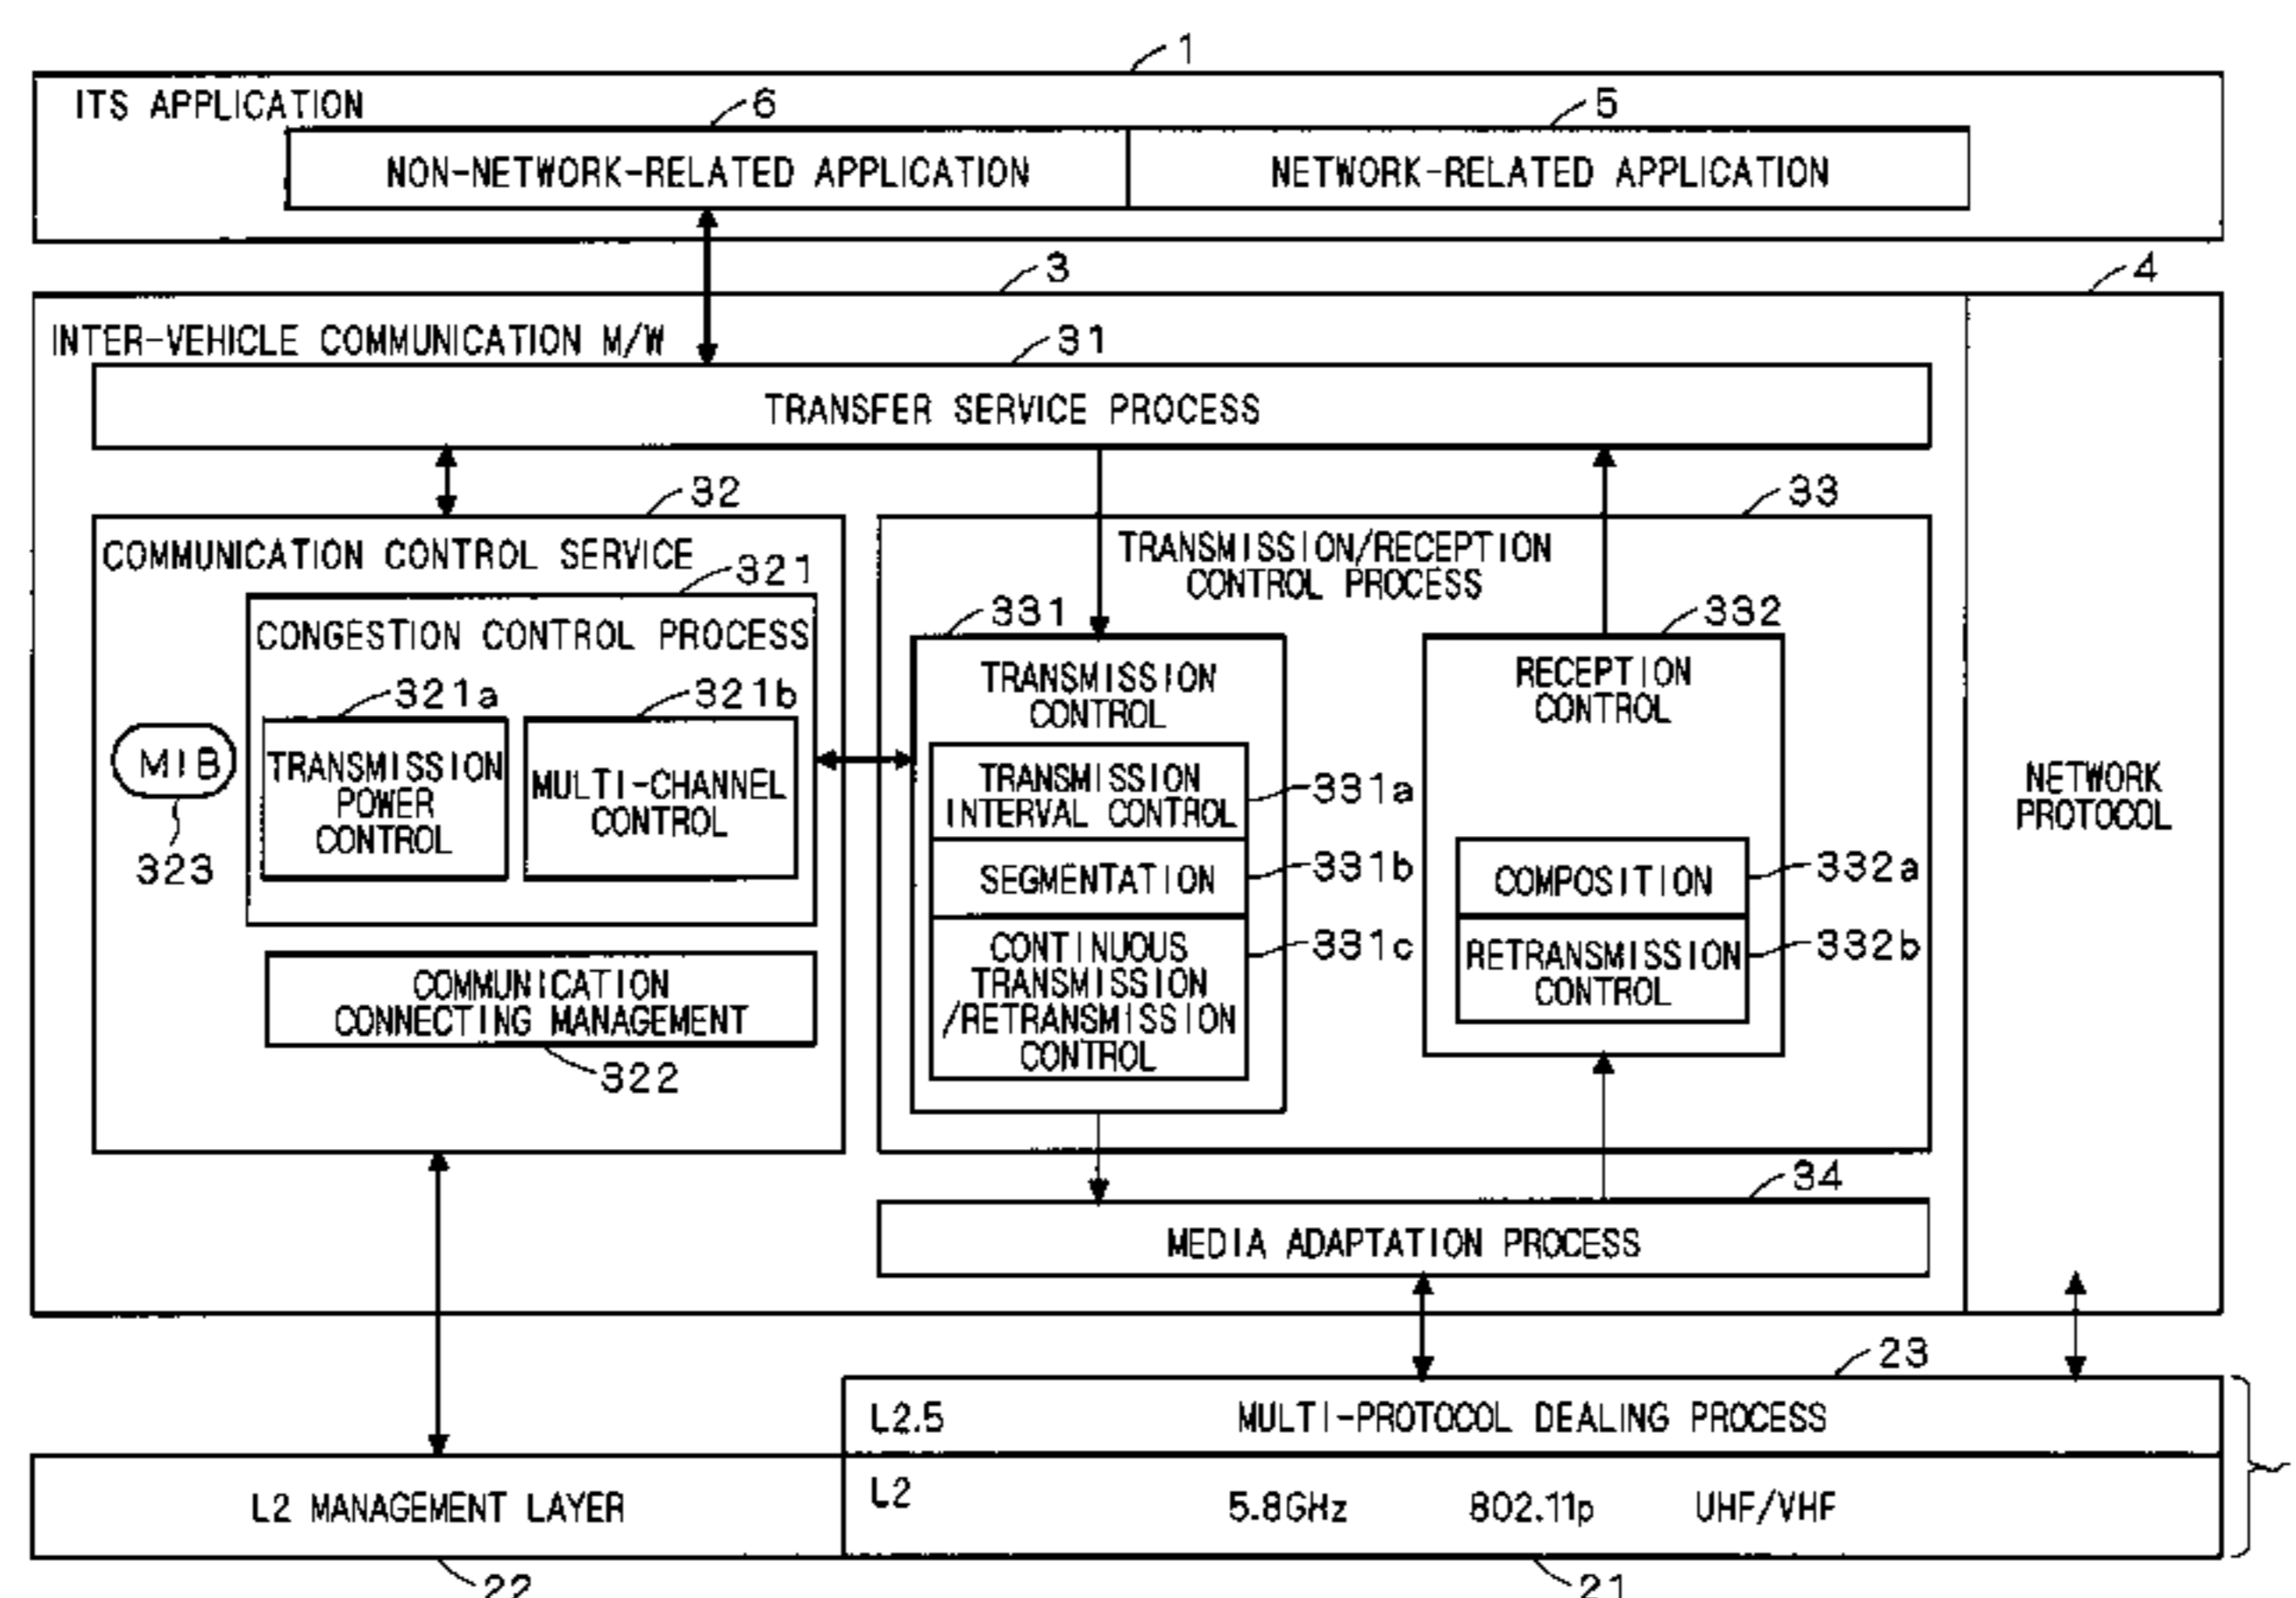 1
ITS APPLICATION
6
5
NON-NETWORK-RELATED APPLICATION
NETWORK-RELATED APPLICATION
3
4
INTER-VEHICLE COMMUNICATION M/W
31
TRANSFER SERVICE PROCESS
32
33
COMMUNICATION CONTROL SERVICE
321
CONGESTION CONTROL PROCESS
321a
321b
MIB
323
TRANSMISSION
POWER
CONTROL
MULTI-CHANNEL
CONTROL
COMMUNICATION
CONNECTING MANAGEMENT
322
TRANSMISSION/RECEPTION
CONTROL PROCESS
331
332
TRANSMISSION
CONTROL
TRANSMISSION
INTERVAL CONTROL
331a
SEGMENTATION
331b
CONTINUOUS
TRANSMISSION
/RETRANSMISSION
CONTROL
331c
RECEPTION
CONTROL
COMPOSITION
332a
RETRANSMISSION
CONTROL
332b
NETWORK
PROTOCOL
34
MEDIA ADAPTATION PROCESS
23
L2.5
MULTI-PROTOCOL DEALING PROCESS
L2 MANAGEMENT LAYER
L2
5.8GHz
802.11p
UHF/VHF
22
21